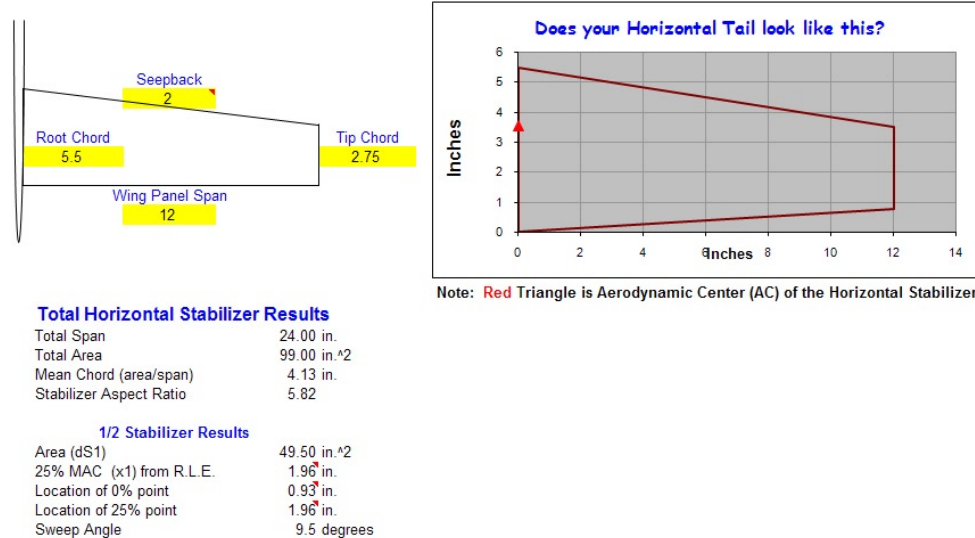 Seepback
2
Root Chord
5.5
Tip Chord
2.75
Wing Panel Span
12
Does your Horizontal Tail look like this?
Inches
6
5
4
3
2
1
0
0 2 4 6 8 10 12 14
Inches
Note: Red Triangle is Aerodynamic Center (AC) of the Horizontal Stabilizer
Total Horizontal Stabilizer Results
Total Span 24.00 in.
Total Area 99.00 in.^2
Mean Chord (area/span) 4.13 in.
Stabilizer Aspect Ratio 5.82
1/2 Stabilizer Results
Area (dS1) 49.50 in.^2
25% MAC (x1) from R.L.E. 1.96 in.
Location of 0% point 0.93 in.
Location of 25% point 1.96 in.
Sweep Angle 9.5 degrees